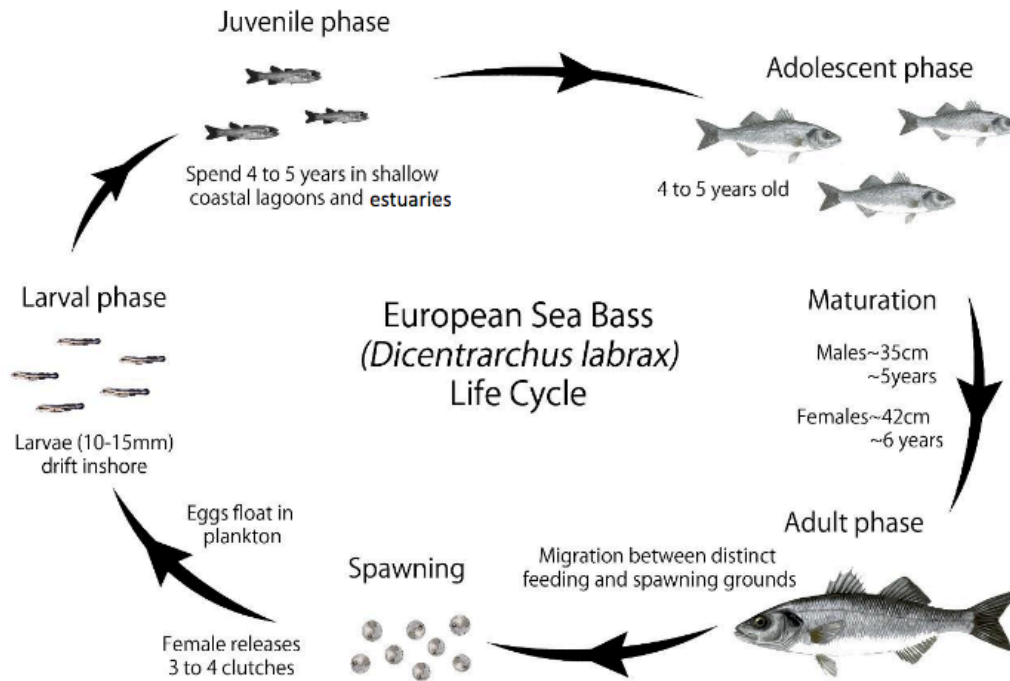 Juvenile phase
Spend 4 to 5 years in shallow
coastal lagoons and estuaries
Adolescent phase
4 to 5 years old
Larval phase
Larvae (10-15mm)
drift inshore
European Sea Bass
(Dicentrarchus labrax)
Life Cycle
Maturation
Males~35cm
~5years
Females~42cm
~6 years
Adult phase
Migration between distinct
feeding and spawning grounds
Spawning
Eggs float in
plankton
Female releases
3 to 4 clutches